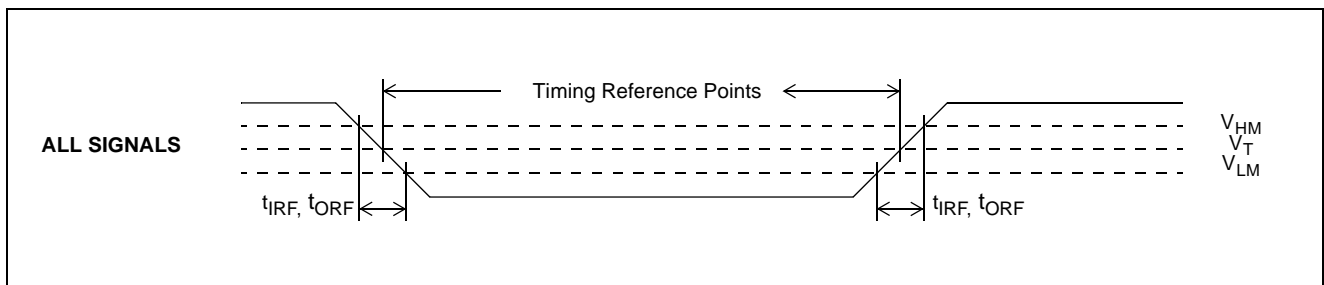 Timing Reference Points
ALL SIGNALS
VHM
VT
VLM
tIRF, tORF
tIRF, tORF